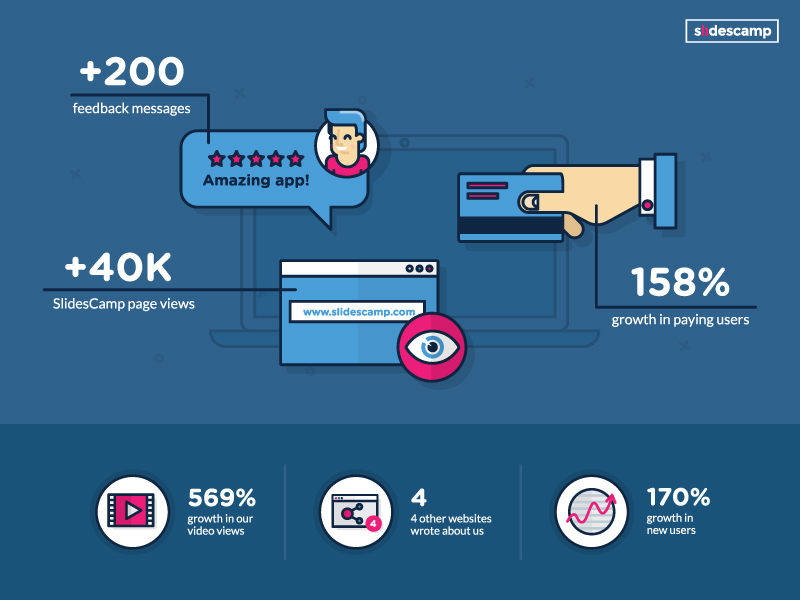 slidescamp
+200
feedback messages
Amazing app!
+40K
SlidesCamp page views
www.slidescamp.com
158%
growth in paying users
569%
growth in our
video views
4
4
4 other websites
wrote about us
170%
growth in
new users